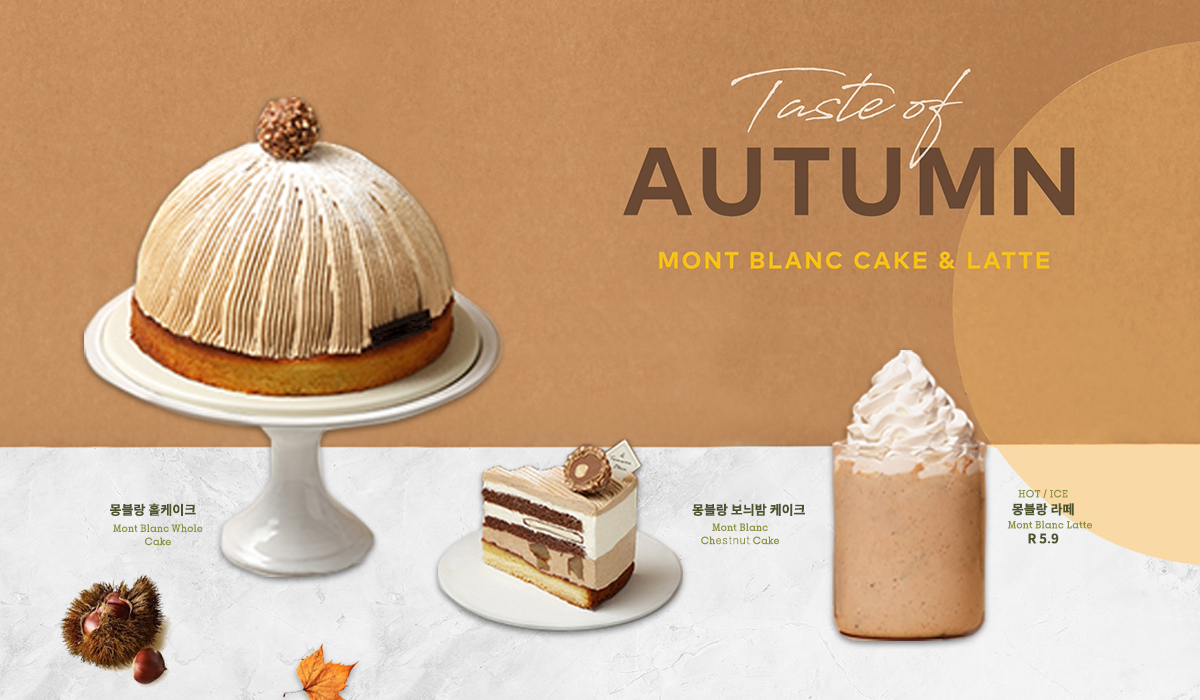 Taste of
AUTUMN
MONT BLANC CAKE & LATTE
몽블랑 홀케이크
Mont Blanc Whole
Cake
몽블랑 보늬밤 케이크
Mont Blanc
Chestnut Cake
HOT / ICE
몽블랑 라떼
Mont Blanc Latte
R 5.9